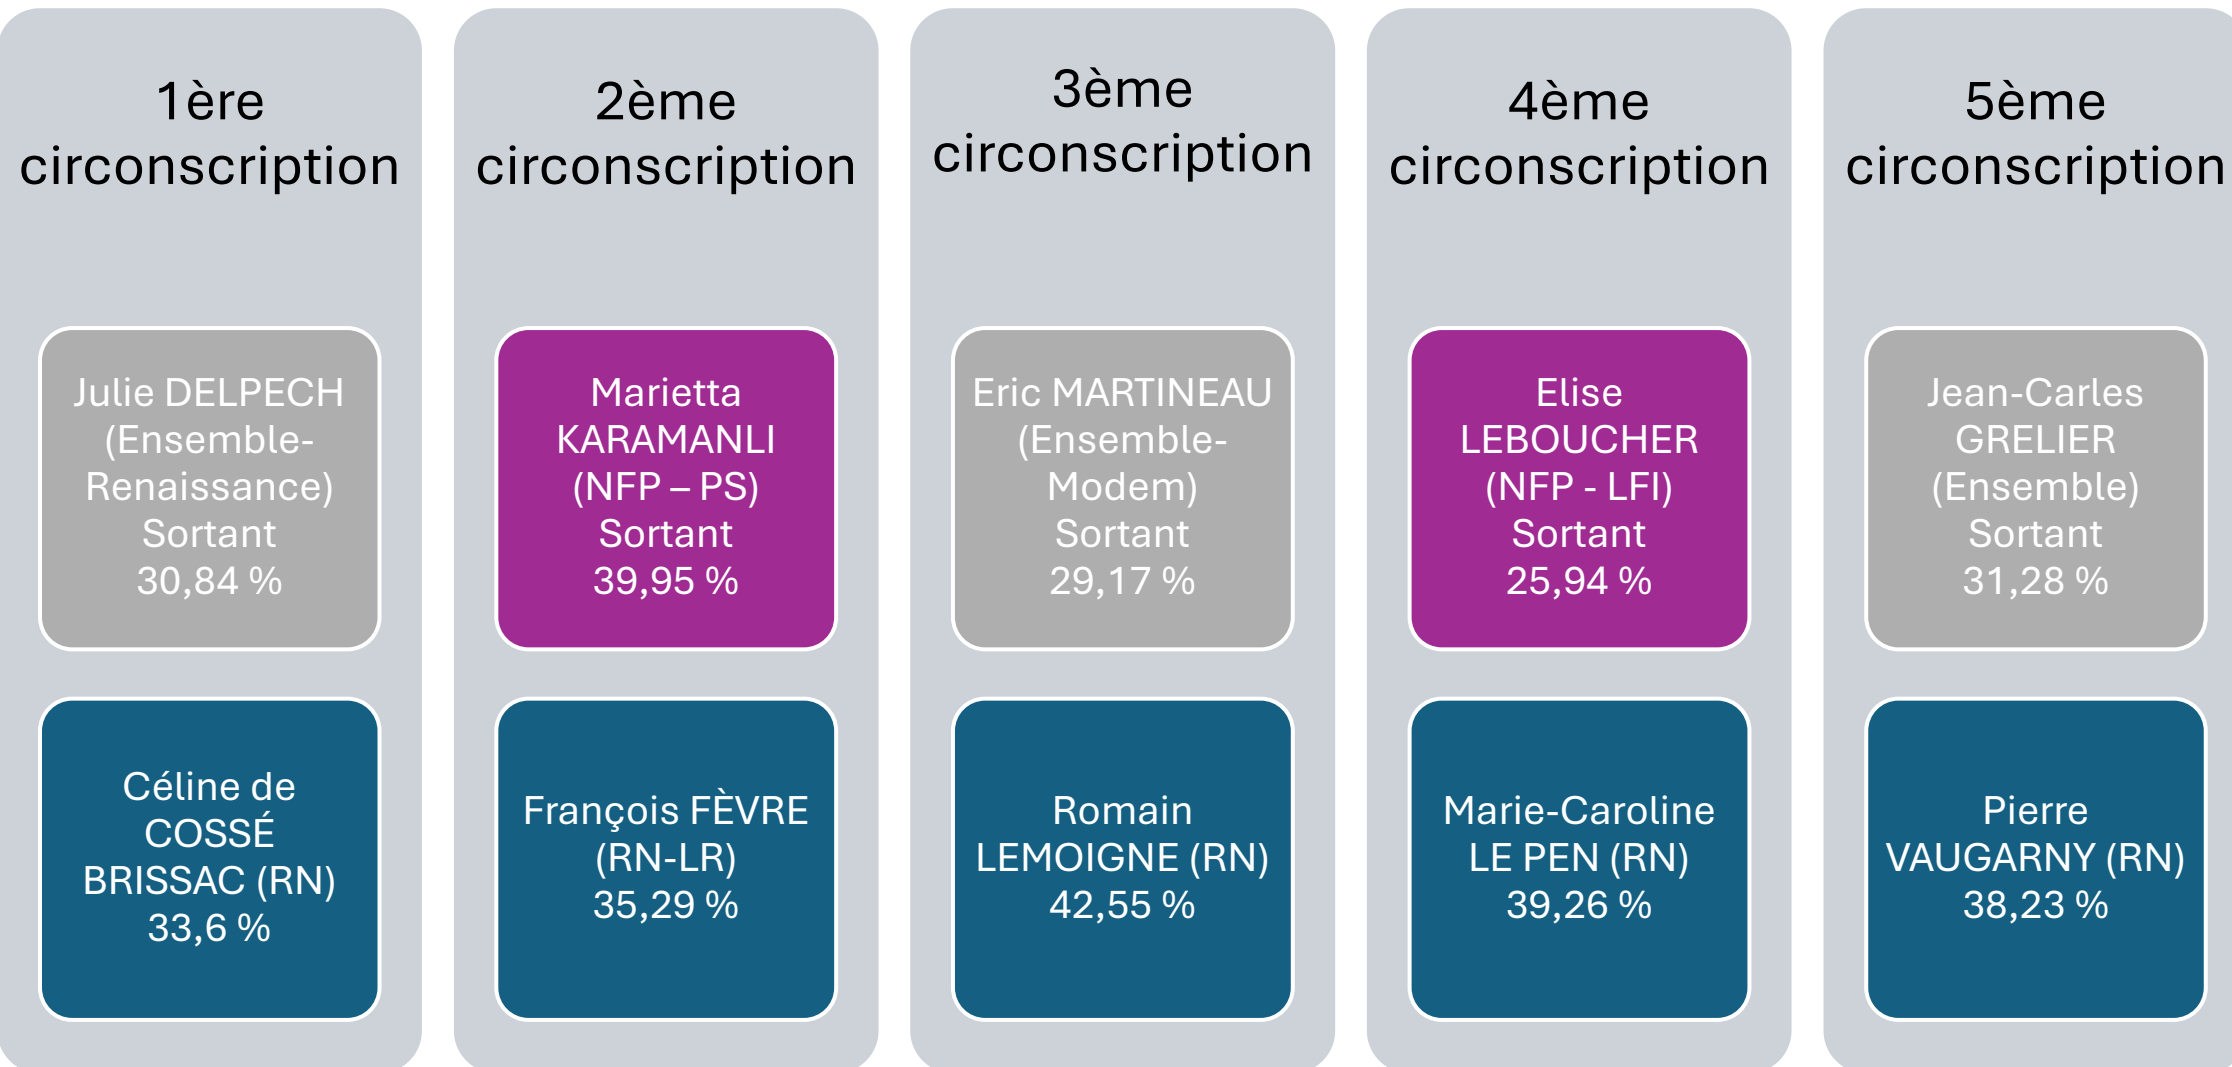 1ère
circonscription
Julie DELPECH
(Ensemble-
Renaissance)
Sortant
30,84 %
Céline de
COSSÉ
BRISSAC (RN)
33,6 %
2ème
circonscription
Marietta
KARAMANLI
(NFP – PS)
Sortant
39,95 %
François FÈVRE
(RN-LR)
35,29 %
3ème
circonscription
Eric MARTINEAU
(Ensemble-
Modem)
Sortant
29,17 %
Romain
LEMOIGNE (RN)
42,55 %
4ème
circonscription
Elise
LEBOUCHER
(NFP - LFI)
Sortant
25,94 %
Marie-Caroline
LE PEN (RN)
39,26 %
5ème
circonscription
Jean-Carles
GRELIER
(Ensemble)
Sortant
31,28 %
Pierre
VAUGARNY (RN)
38,23 %